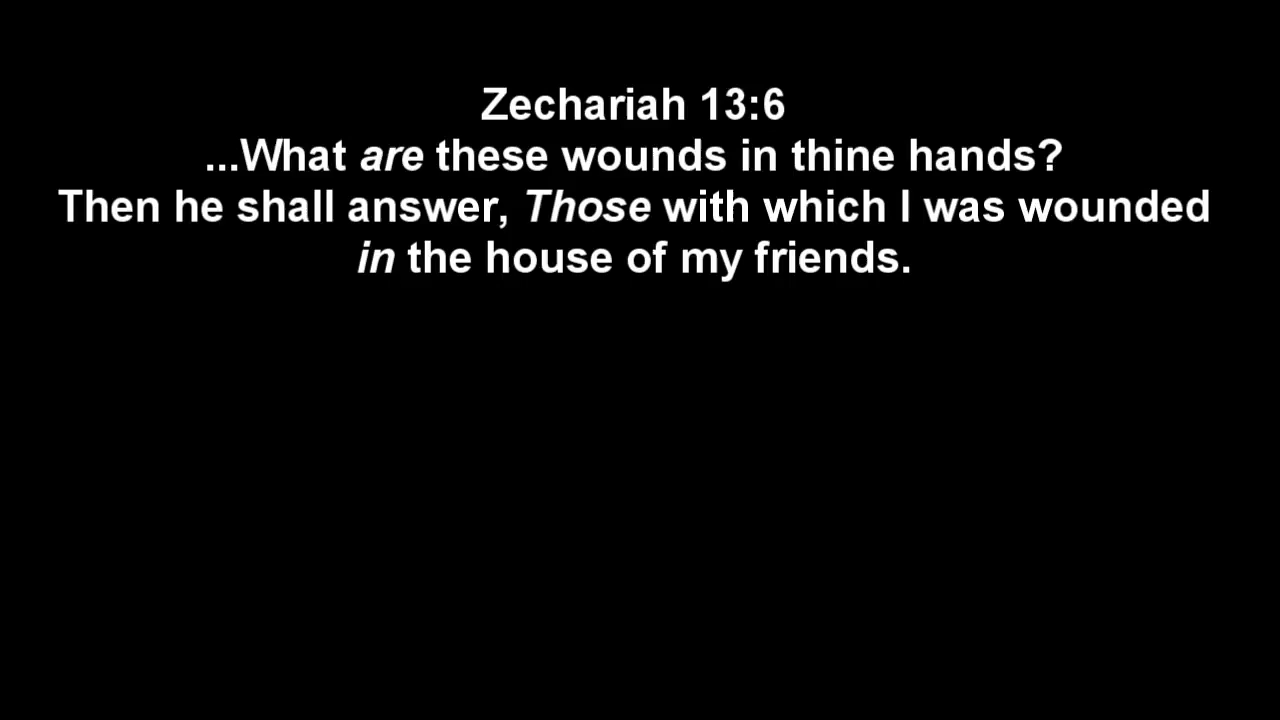 Zechariah 13:6
...What are these wounds in thine hands?
Then he shall answer, Those with which I was wounded
in the house of my friends.